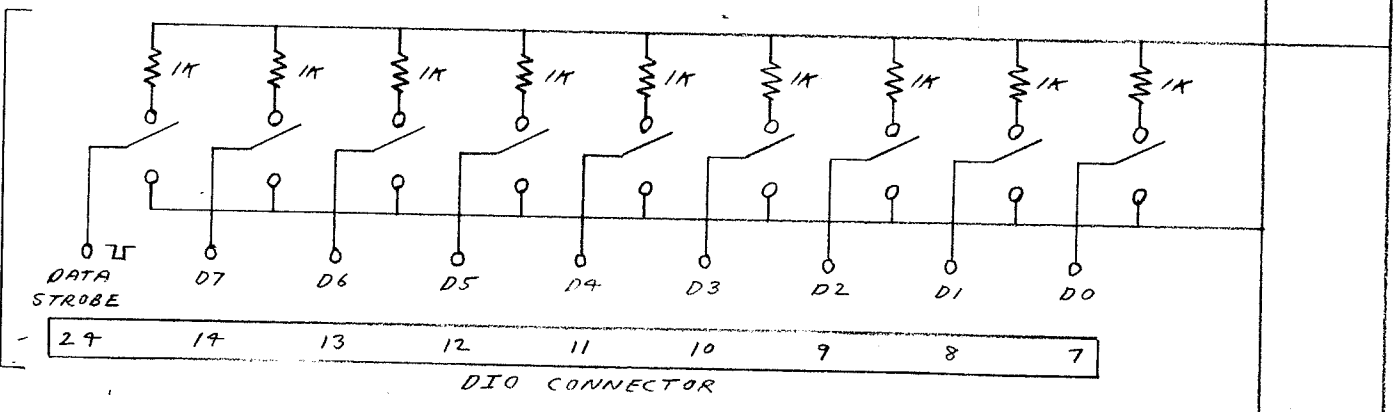 1K 1K 1K 1K 1K 1K 1K 1K 1K
DATA STROBE D7 D6 D5 D4 D3 D2 D1 D0
24 14 13 12 11 10 9 8 7
DIO CONNECTOR